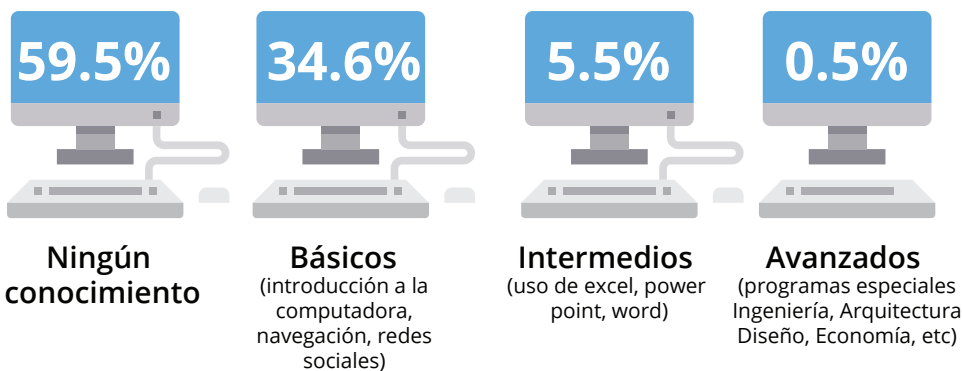 59.5%
34.6%
5.5%
0.5%
Ningún
conocimiento
Básicos
(introducción a la
computadora,
navegación, redes
sociales)
Intermedios
(uso de excel, power
point, word)
Avanzados
(programas especiales
Ingeniería, Arquitectura
Diseño, Economía, etc)